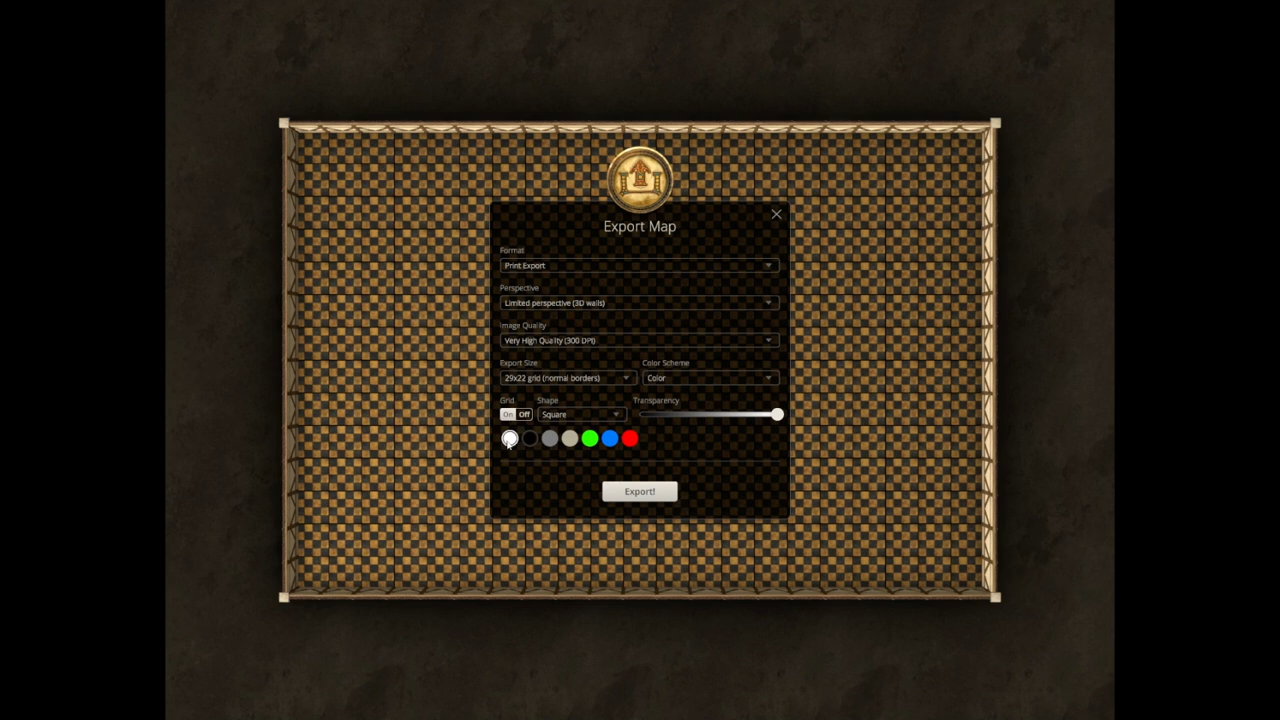 Export Map
Format
Print Export
Perspective
Limited perspective (3D walls)
Image Quality
Very High Quality (300 DPI)
Export Size Color Scheme
29x22 grid (normal borders) Color
Grid Shape Transparency
On Off Square
Export!